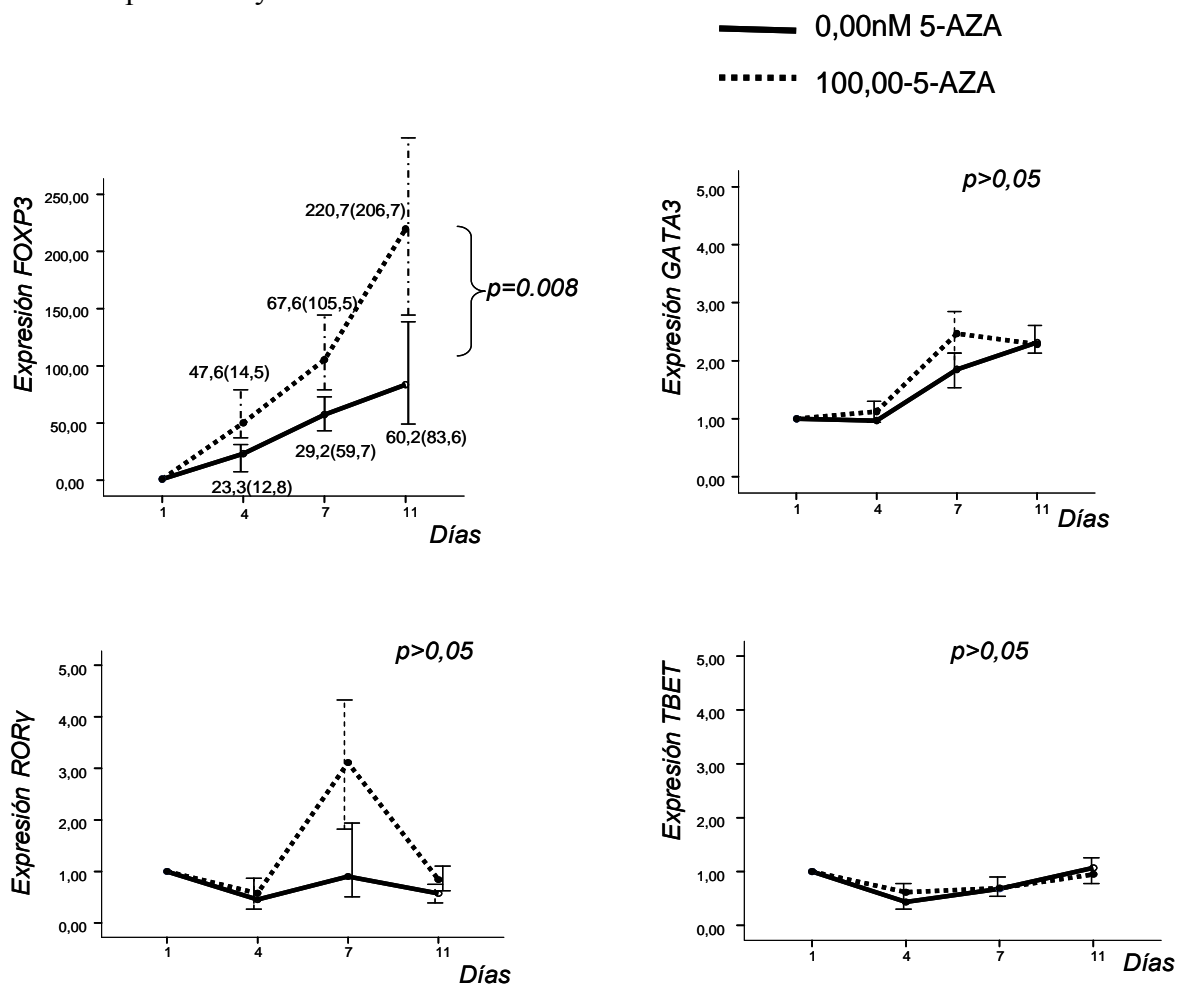 0,00nM 5-AZA
100,00-5-AZA
Expresión FOXP3
250,00
200,00
150,00
100,00
50,00
0,00
220,7(206,7)
67,6(105,5)
47,6(14,5)
p=0.008
60,2(83,6)
29,2(59,7)
23,3(12,8)
1 4 7 11
Días
Expresión GATA3
p>0,05
5,00
4,00
3,00
2,00
1,00
0,00
1 4 7 11
Días
Expresión RORγ
p>0,05
5,00
4,00
3,00
2,00
1,00
0,00
1 4 7 11
Días
Expresión TBET
p>0,05
5,00
4,00
3,00
2,00
1,00
0,00
1 4 7 11
Días